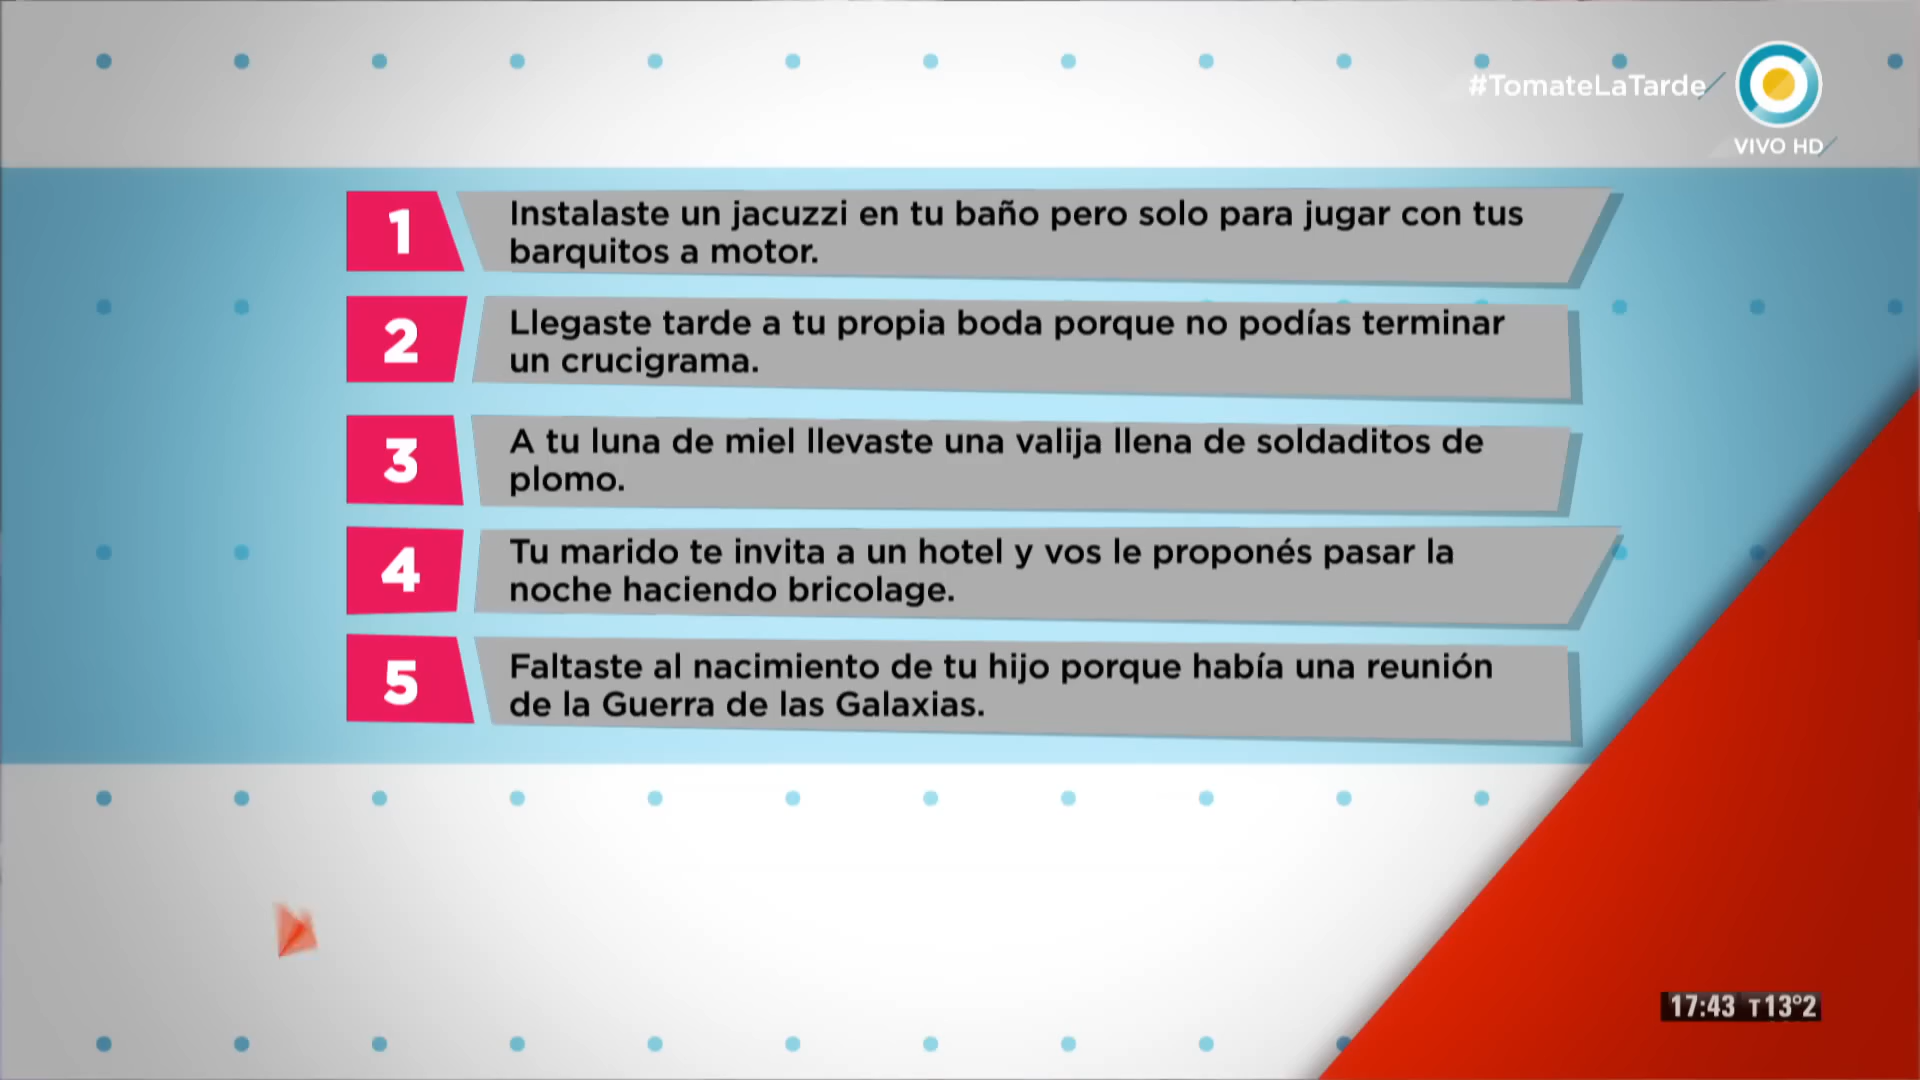 #TomateLaTarde
VIVO HD
1
Instalaste un jacuzzi en tu baño pero solo para jugar con tus
barquitos a motor.
2
Llegaste tarde a tu propia boda porque no podías terminar
un crucigrama.
3
A tu luna de miel llevaste una valija llena de soldaditos de
plomo.
4
Tu marido te invita a un hotel y vos le proponés pasar la
noche haciendo bricolage.
5
Faltaste al nacimiento de tu hijo porque había una reunión
de la Guerra de las Galaxias.
17:43 T13°2